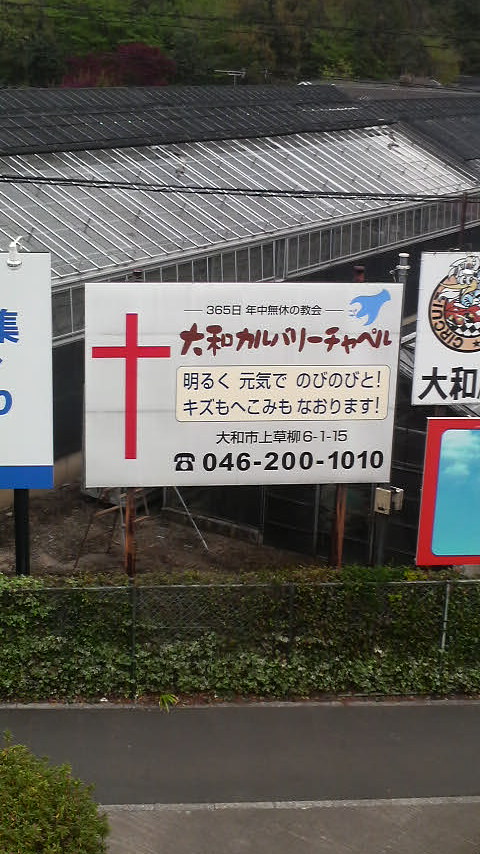 365日 年中無休の教会
大和カルバリーチャペル
明るく 元気で のびのびと!
キズもへこみも なおります!
大和市上草柳6-1-15
☎046-200-1010
集
0
CIRC
大和